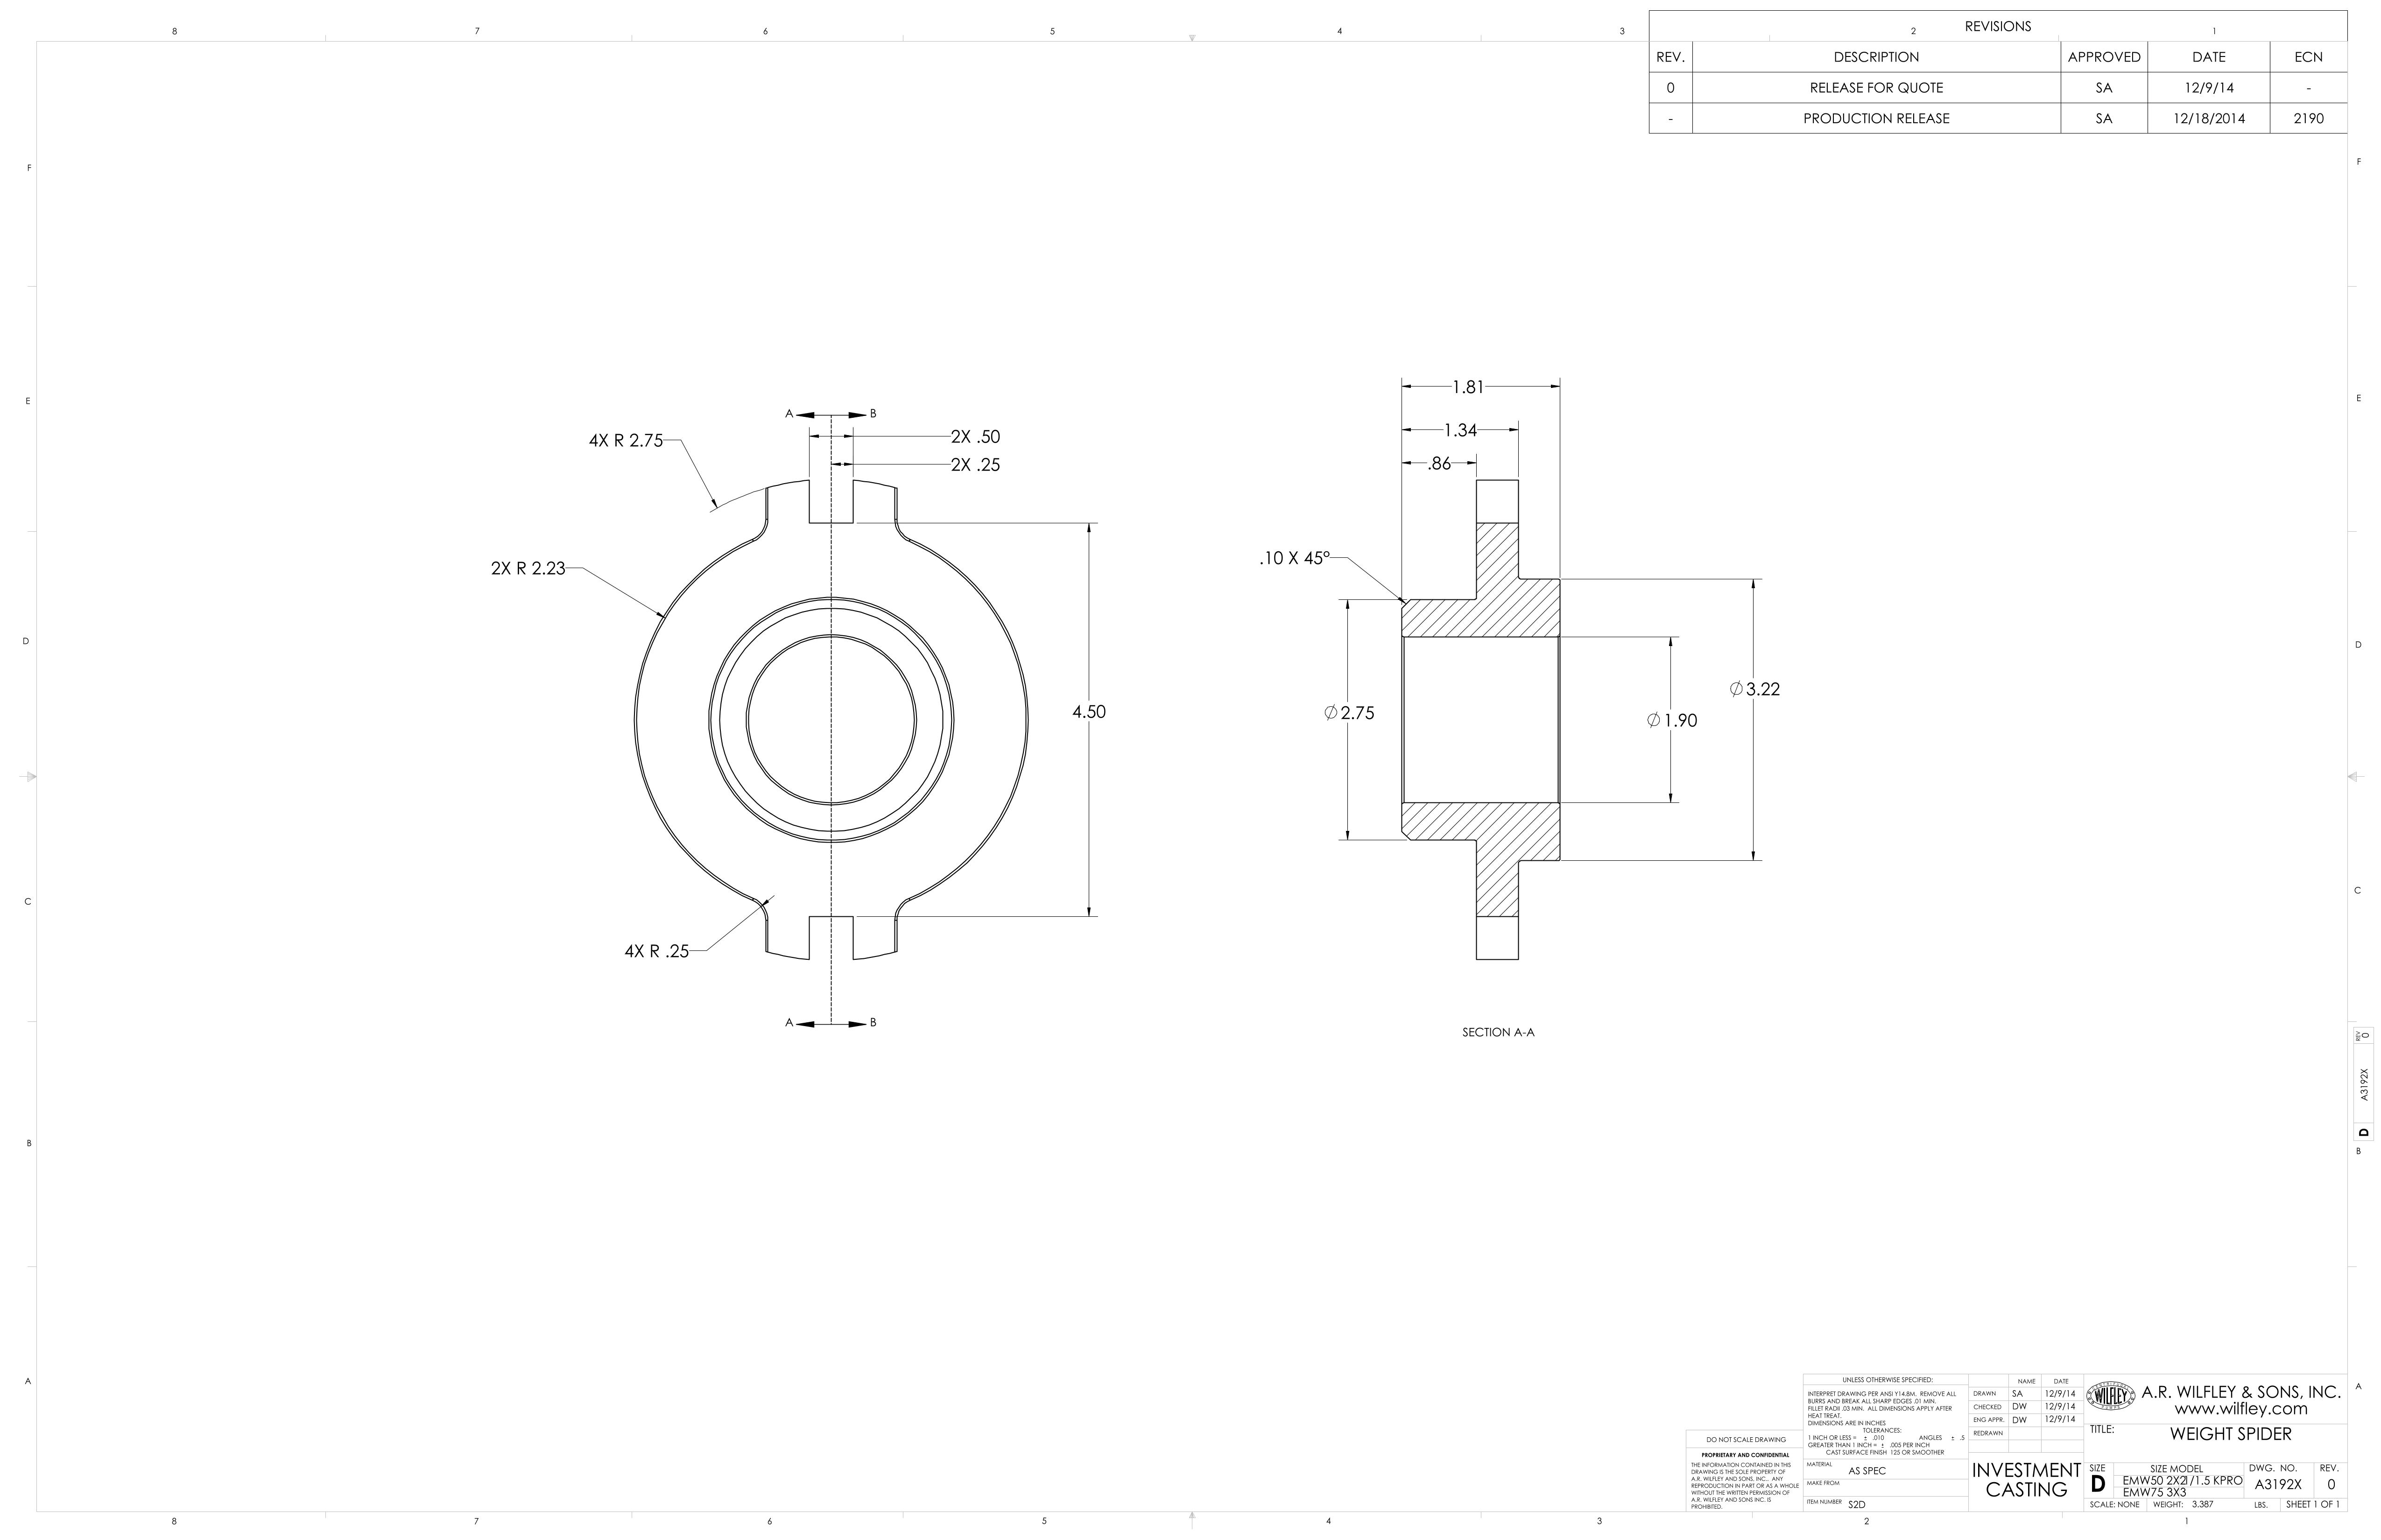 8 7 6 5 4 3 2 1
REVISIONS
REV. DESCRIPTION APPROVED DATE ECN
0 RELEASE FOR QUOTE SA 12/9/14 -
- PRODUCTION RELEASE SA 12/18/2014 2190
F F
E E
D D
C C
B B
A A
A B
4X R 2.75
2X .50
2X .25
2X R 2.23
4.50
4X R .25
A B
1.81
1.34
.86
.10 X 45°
Ø 2.75
Ø 1.90
Ø 3.22
SECTION A-A
REV 0
A3192X
D
DO NOT SCALE DRAWING
PROPRIETARY AND CONFIDENTIAL
THE INFORMATION CONTAINED IN THIS
DRAWING IS THE SOLE PROPERTY OF
A.R. WILFLEY AND SONS, INC.. ANY
REPRODUCTION IN PART OR AS A WHOLE
WITHOUT THE WRITTEN PERMISSION OF
A.R. WILFLEY AND SONS INC. IS
PROHIBITED.
UNLESS OTHERWISE SPECIFIED:
INTERPRET DRAWING PER ANSI Y14.8M. REMOVE ALL
BURRS AND BREAK ALL SHARP EDGES .01 MIN.
FILLET RADII .03 MIN. ALL DIMENSIONS APPLY AFTER
HEAT TREAT.
DIMENSIONS ARE IN INCHES
TOLERANCES:
1 INCH OR LESS = ± .010 ANGLES ± .5
GREATER THAN 1 INCH = ± .005 PER INCH
CAST SURFACE FINISH 125 OR SMOOTHER
MATERIAL AS SPEC
MAKE FROM
ITEM NUMBER S2D
NAME DATE
DRAWN SA 12/9/14
CHECKED DW 12/9/14
ENG APPR. DW 12/9/14
REDRAWN
INVESTMENT
CASTING
WILFLEY
A.R. WILFLEY & SONS, INC.
www.wilfley.com
TITLE: WEIGHT SPIDER
SIZE SIZE MODEL DWG. NO. REV.
D EMW50 2X2/1.5 KPRO A3192X 0
EMW75 3X3
SCALE: NONE WEIGHT: 3.387 LBS. SHEET 1 OF 1
8 7 6 5 4 3 2 1